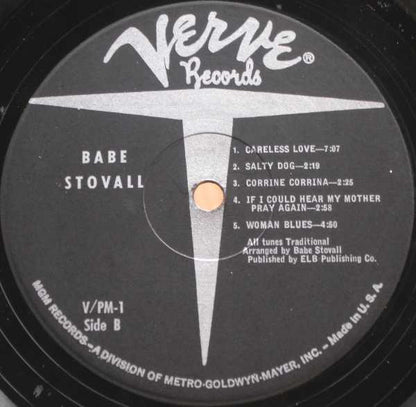 VERVE®
Records
BABE
STOVALL
1. CARELESS LOVE—7:07
2. SALTY DOG—2:19
3. CORRINE CORRINA—2:25
4. IF I COULD HEAR MY MOTHER
PRAY AGAIN—2:58
5. WOMAN BLUES—4:50
All tunes Traditional
Arranged by Babe Stovall
Published by ELB Publishing Co.
V/PM-1
Side B
MGM RECORDS—A DIVISION OF METRO-GOLDWYN-MAYER, INC.—Made in U.S.A.